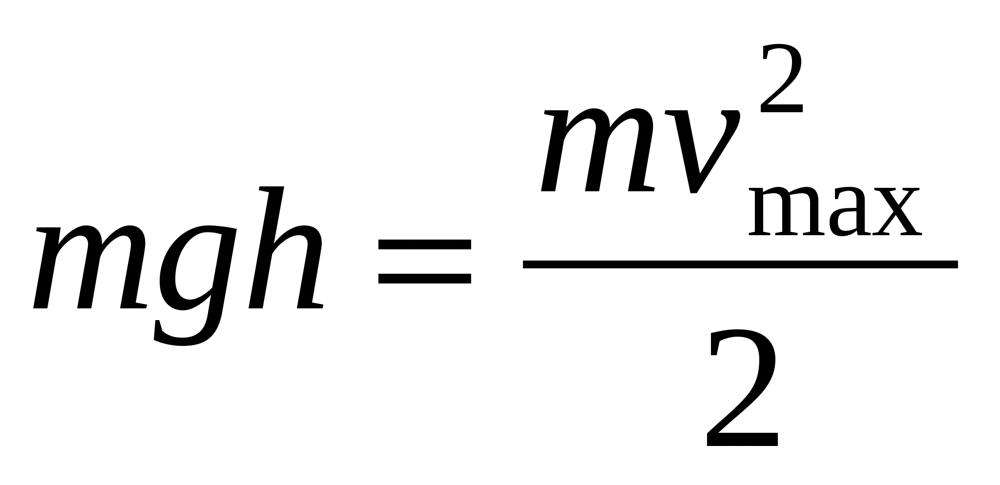 mgh = mv²max / 2